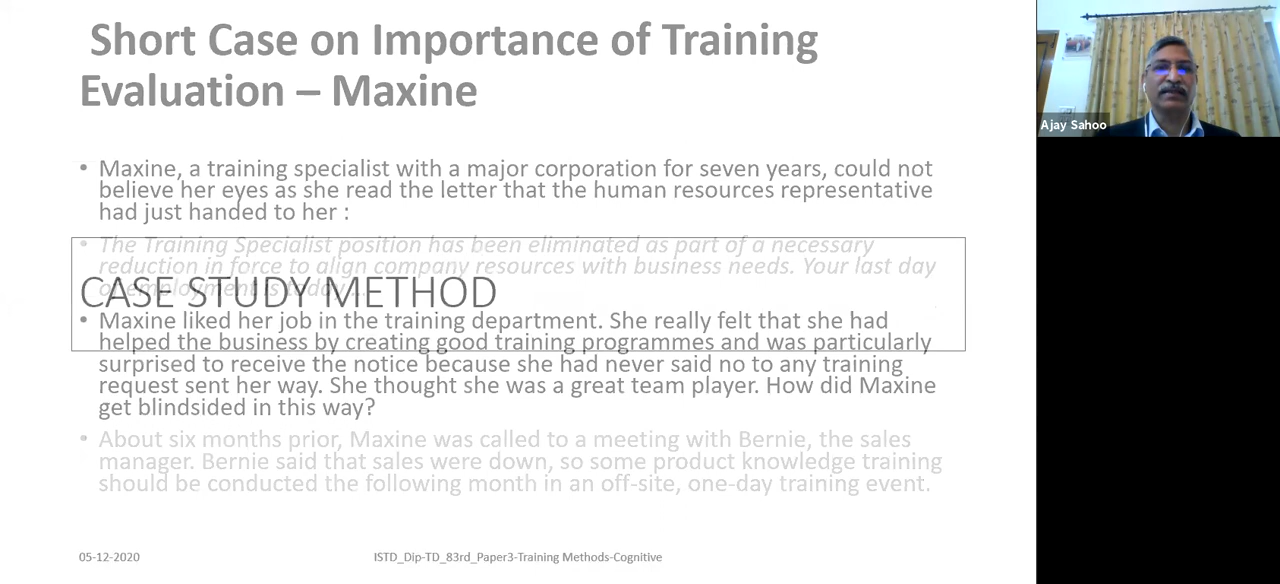 Short Case on Importance of Training
Evaluation – Maxine
• Maxine, a training specialist with a major corporation for seven years, could not
believe her eyes as she read the letter that the human resources representative
had just handed to her :
• The Training Specialist position has been eliminated as part of a necessary
reduction in force to align company resources with business needs. Your last day
of employment is today
CASE STUDY METHOD
• Maxine liked her job in the training department. She really felt that she had
helped the business by creating good training programmes and was particularly
surprised to receive the notice because she had never said no to any training
request sent her way. She thought she was a great team player. How did Maxine
get blindsided in this way?
• About six months prior, Maxine was called to a meeting with Bernie, the sales
manager. Bernie said that sales were down, so some product knowledge training
should be conducted the following month in an off-site, one-day training event.
05-12-2020
ISTD_Dip-TD_83rd_Paper3-Training Methods-Cognitive
Ajay Sahoo